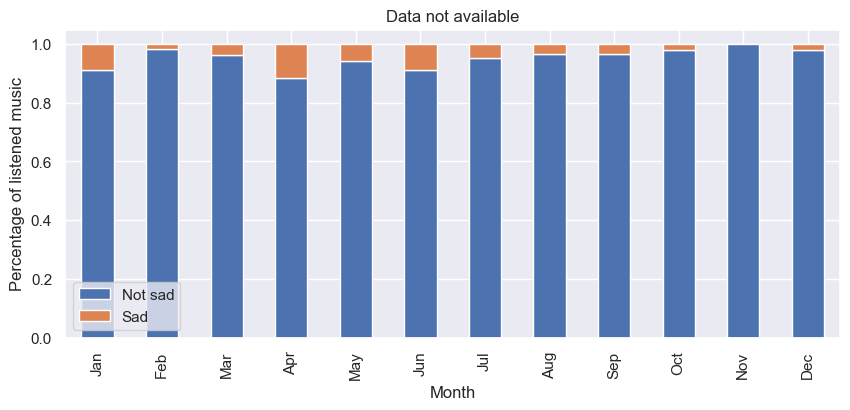 Data not available
Percentage of listened music
1.0
0.8
0.6
0.4
0.2
0.0
Not sad
Sad
Jan
Feb
Mar
Apr
May
Jun
Jul
Aug
Sep
Oct
Nov
Dec
Month